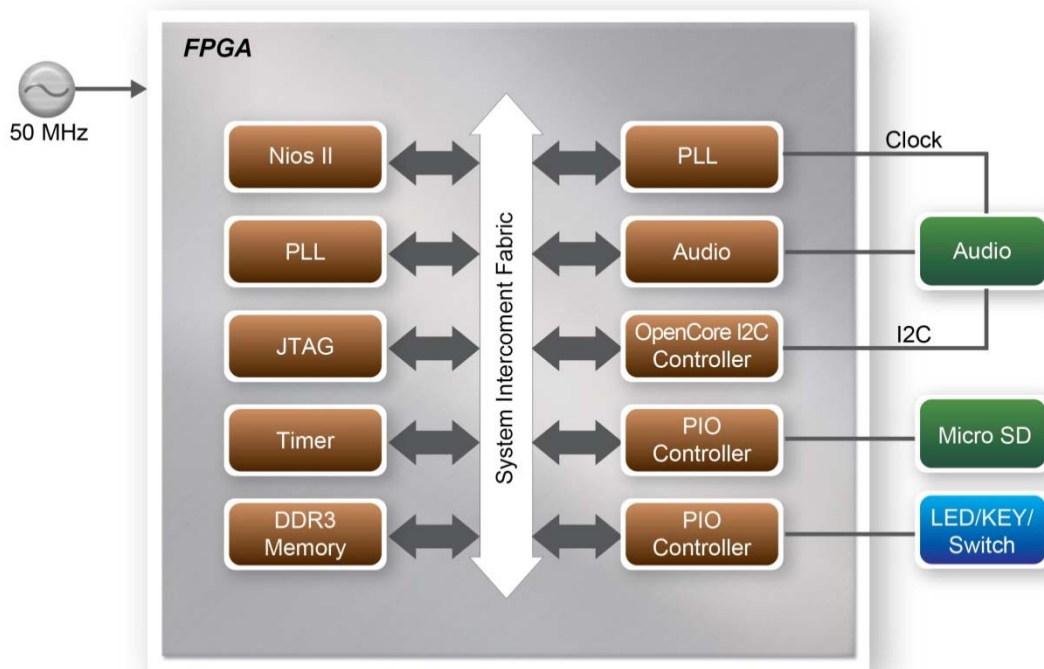 FPGA
50 MHz
Nios II
PLL
JTAG
Timer
DDR3
Memory
System Intercoment Fabric
PLL
Audio
OpenCore I2C
Controller
PIO
Controller
PIO
Controller
Clock
Audio
I2C
Micro SD
LED/KEY/
Switch